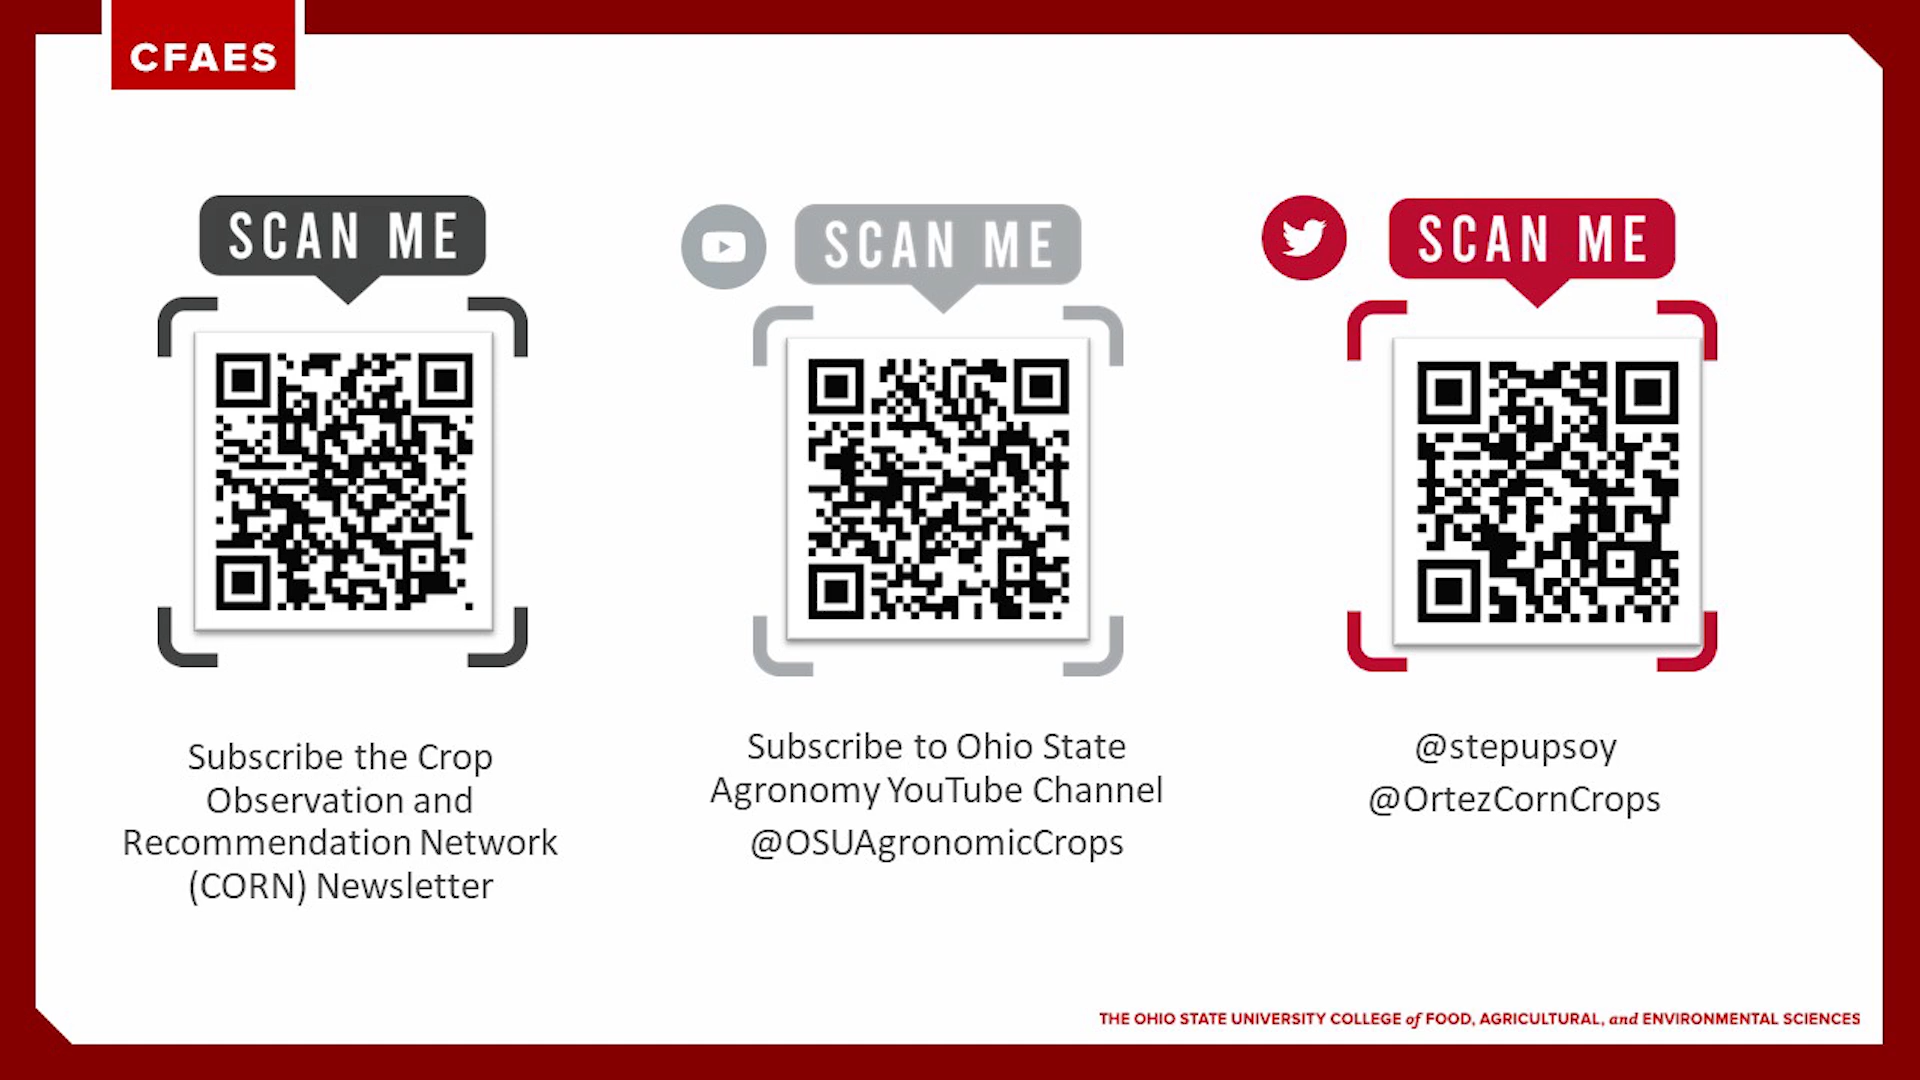 CFAES
SCAN ME
Subscribe the Crop
Observation and
Recommendation Network
(CORN) Newsletter
SCAN ME
Subscribe to Ohio State
Agronomy YouTube Channel
@OSUAgronomicCrops
SCAN ME
@stepupsoy
@OrtezCornCrops
THE OHIO STATE UNIVERSITY COLLEGE of FOOD, AGRICULTURAL, and ENVIRONMENTAL SCIENCES